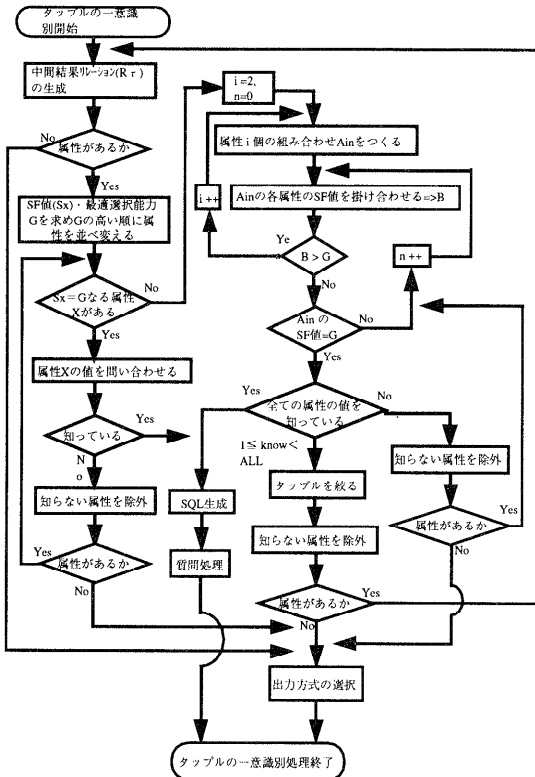 タップルの一意識
別開始
中間結果リレーション(Rτ)
の生成
属性があるか
No
Yes
SF値(Sx)・最適選択能力
Gを求めGの高い順に属
性を並べ変える
Sx＝Gなる属性
Xがある
No
Yes
属性Xの値を問い合わせる
知っている
Yes
N
o
知らない属性を除外
属性があるか
Yes
No
i=2,
n=0
属性 i 個の組み合わせAinをつくる
Ainの各属性のSF値を掛け合わせる=>B
i ++
B > G
Ye
No
n ++
Ain の
SF値=G
No
Yes
全ての属性の値を
知っている
Yes
No
1≦ know<
ALL
SQL生成
質問処理
タップルを絞る
知らない属性を除外
属性があるか
Yes
No
知らない属性を除外
属性があるか
Yes
No
出力方式の選択
タップルの一意識別処理終了